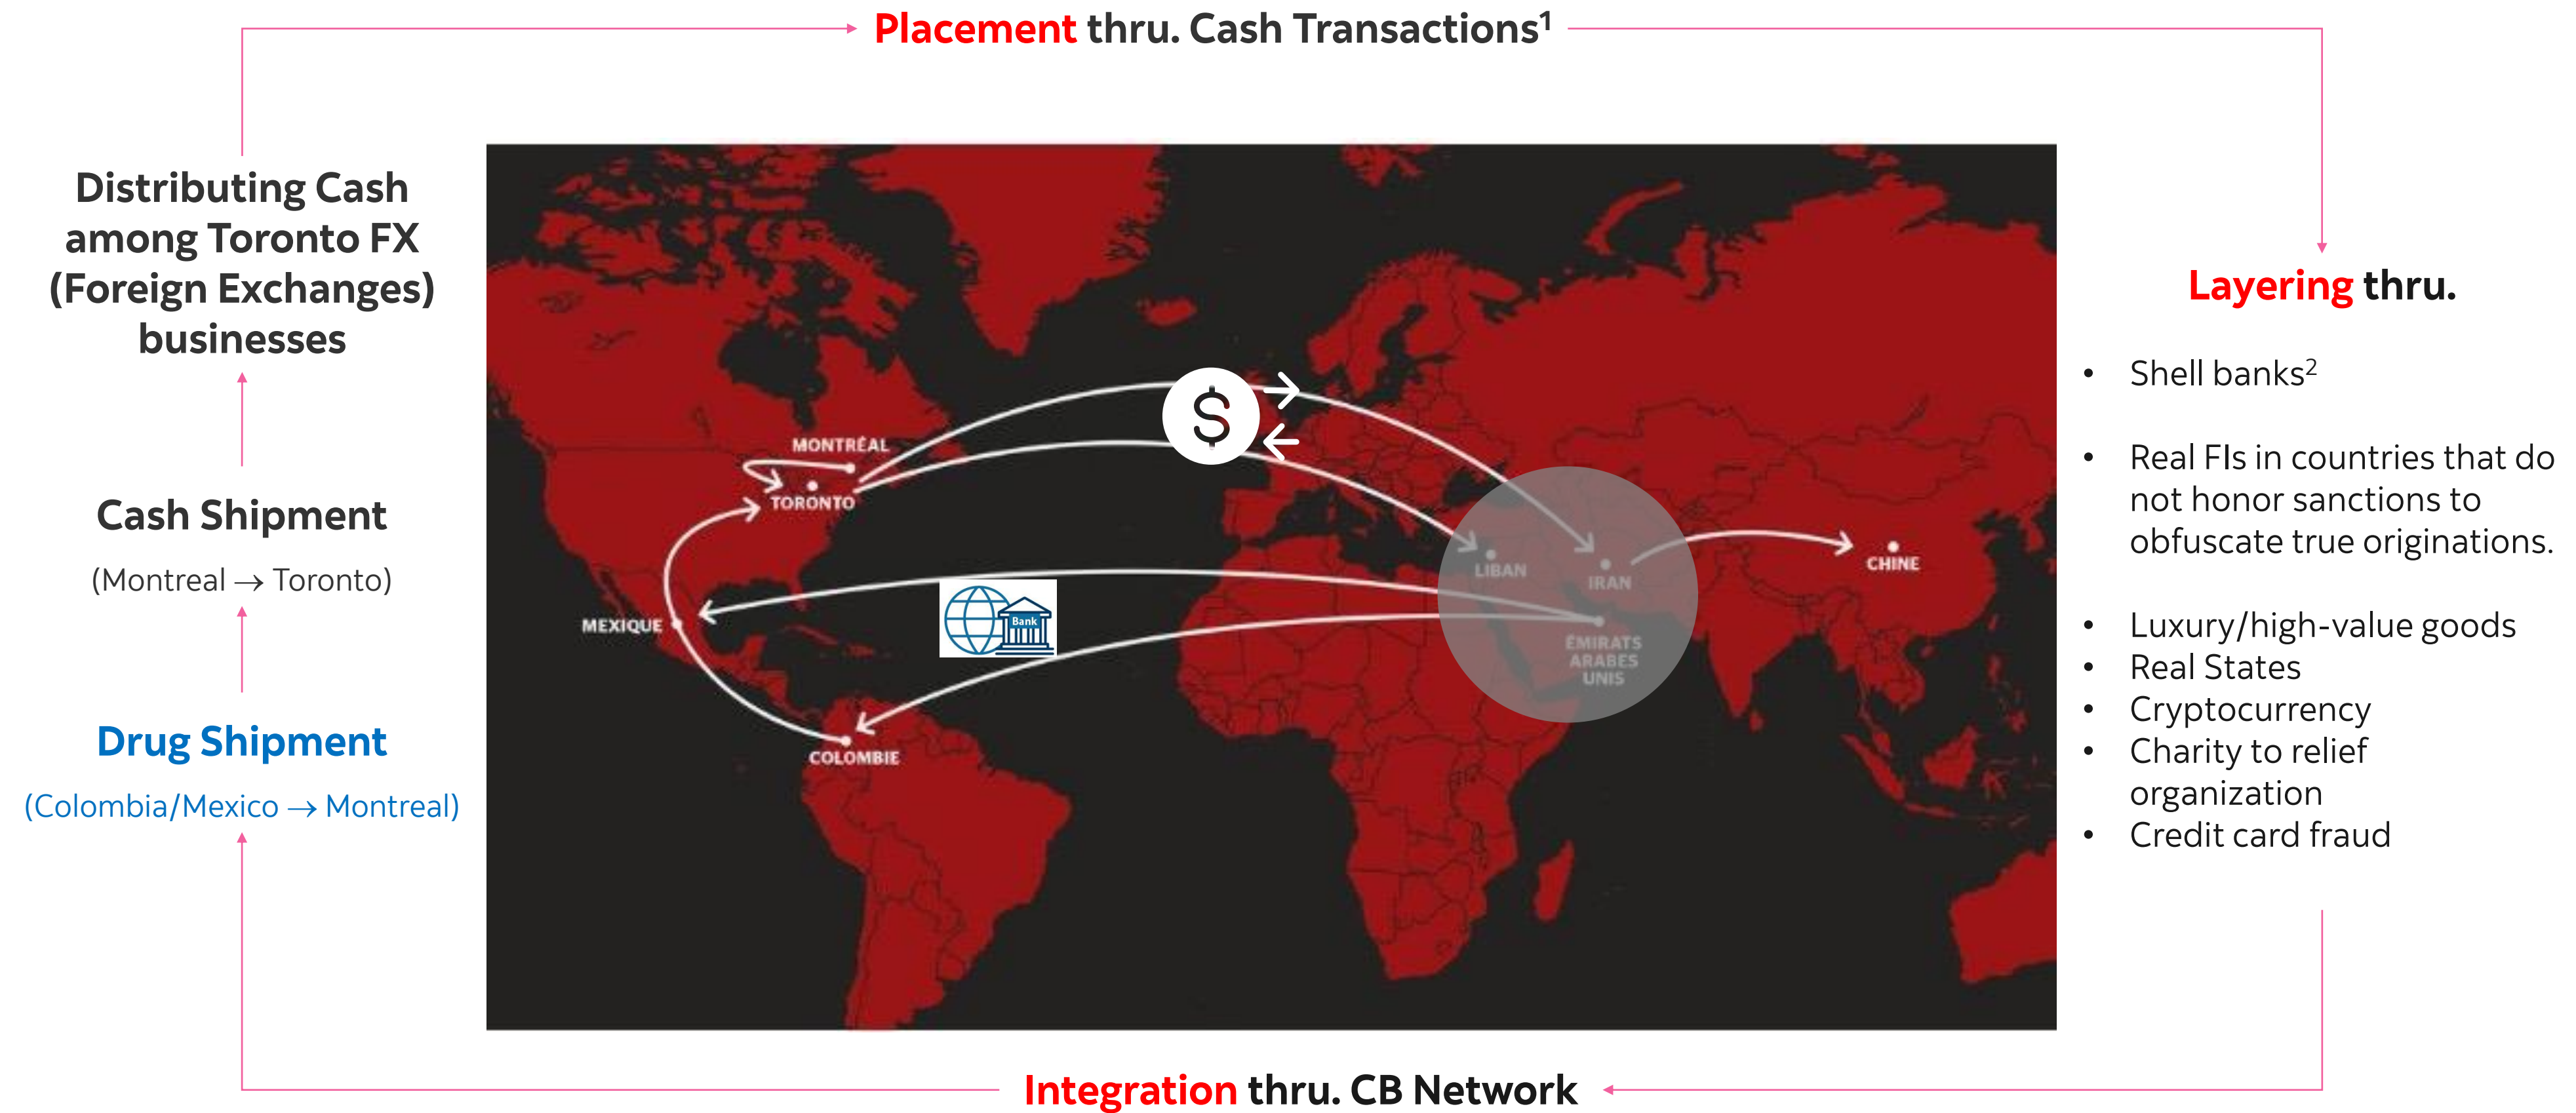 Placement thru. Cash Transactions¹
Distributing Cash
among Toronto FX
(Foreign Exchanges)
businesses
Cash Shipment
(Montreal → Toronto)
Drug Shipment
(Colombia/Mexico → Montreal)
MONTRÉAL
TORONTO
MEXIQUE
COLOMBIE
$
Bank
LIBAN
IRAN
ÉMIRATS
ARABES
UNIS
CHINE
Layering thru.
• Shell banks²
• Real FIs in countries that do
not honor sanctions to
obfuscate true originations.
• Luxury/high-value goods
• Real States
• Cryptocurrency
• Charity to relief
organization
• Credit card fraud
Integration thru. CB Network